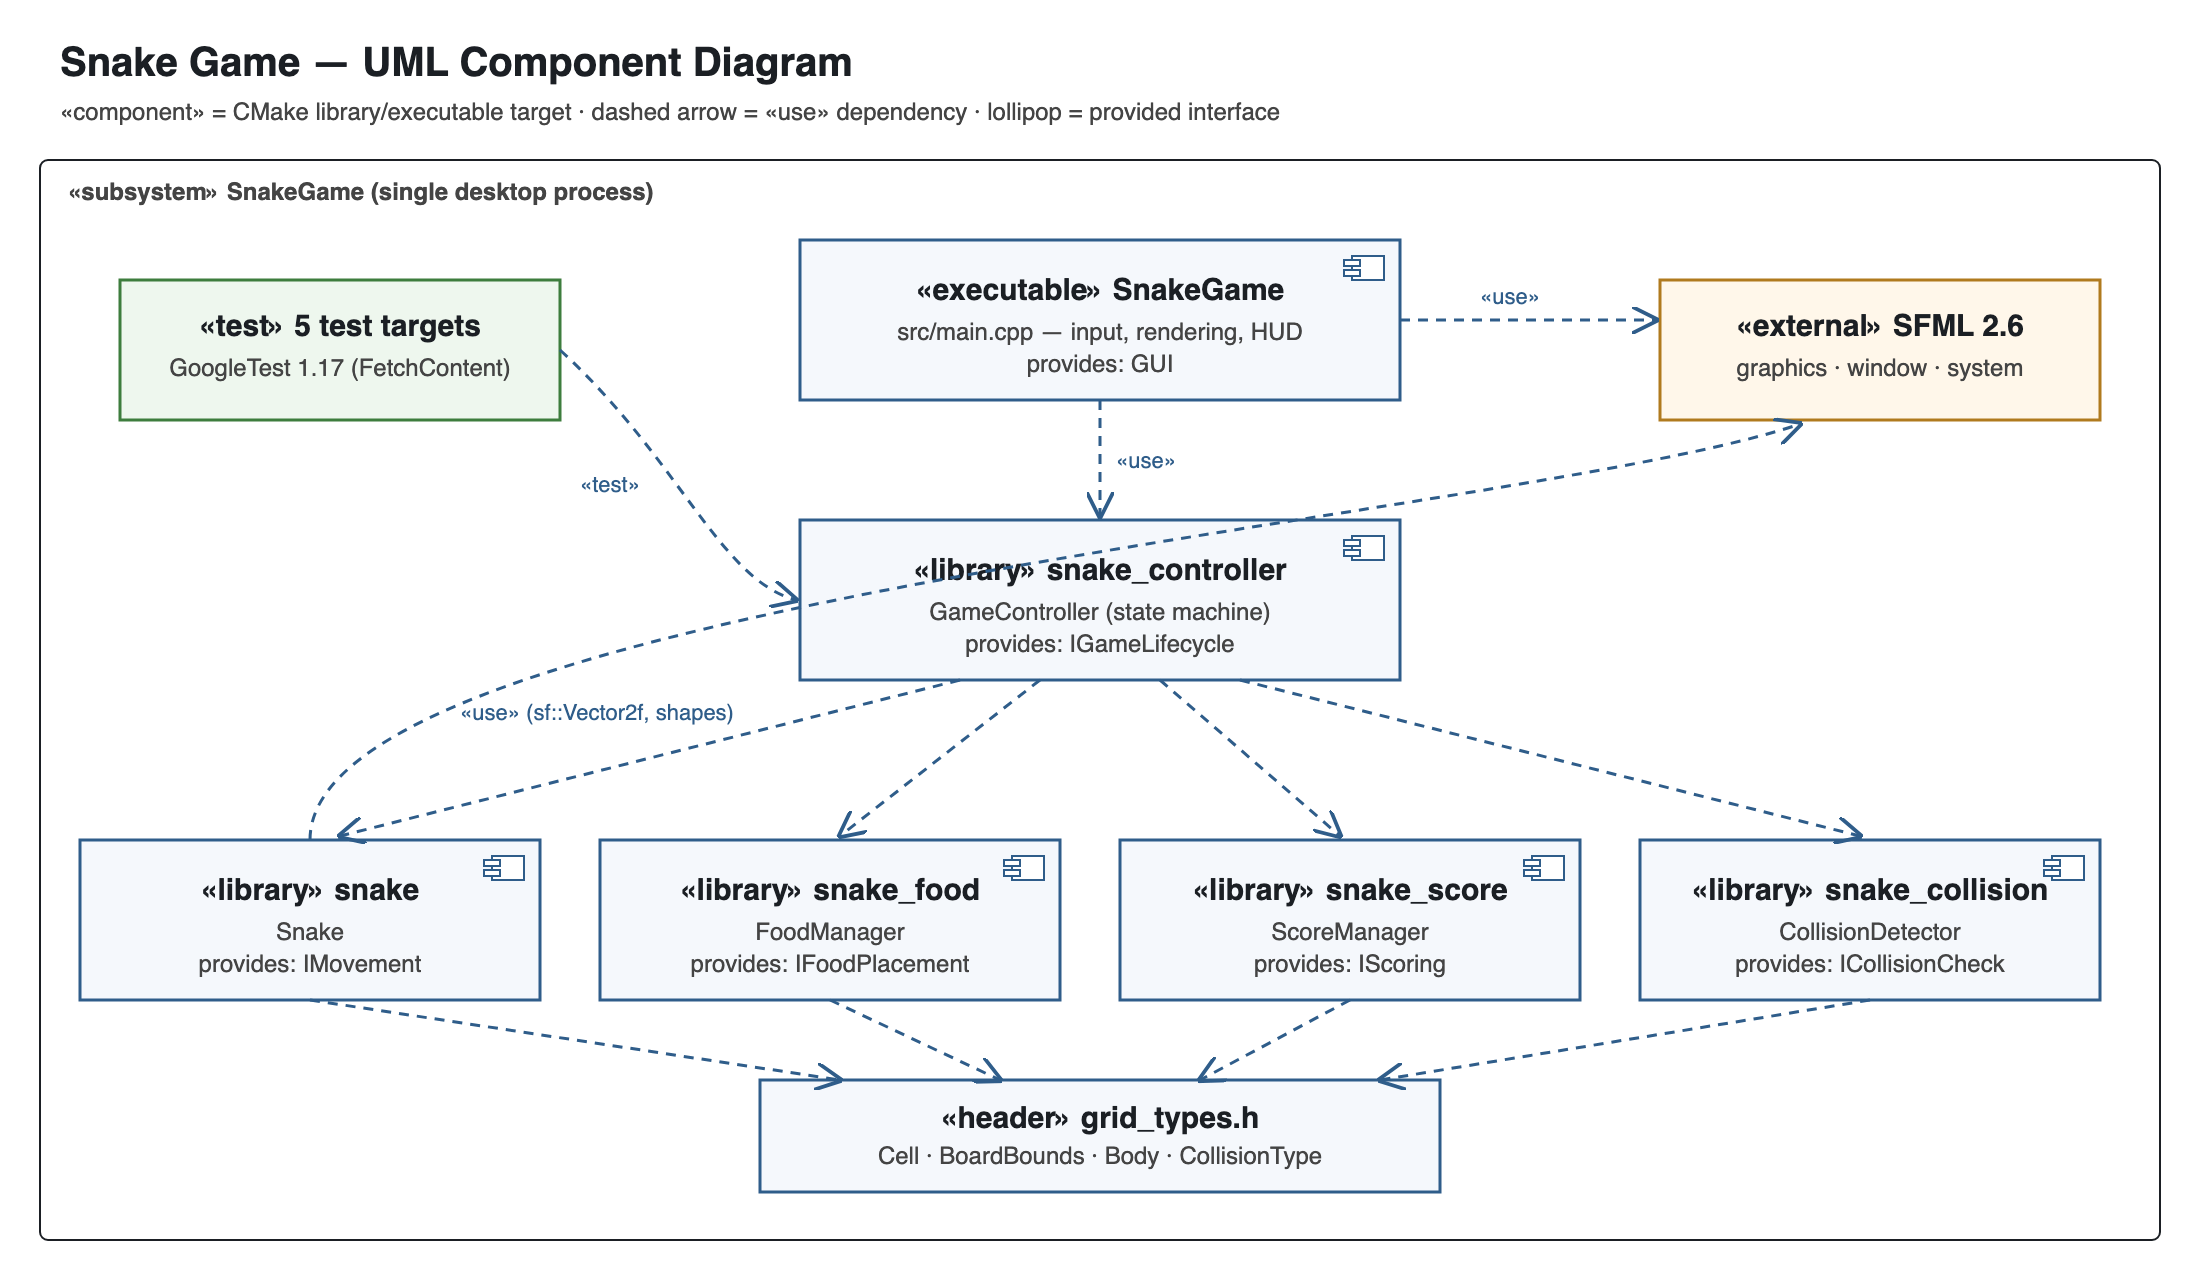 Snake Game — UML Component Diagram
«component» = CMake library/executable target · dashed arrow = «use» dependency · lollipop = provided interface
«subsystem» SnakeGame (single desktop process)
«test» 5 test targets
GoogleTest 1.17 (FetchContent)
«executable» SnakeGame
src/main.cpp — input, rendering, HUD
provides: GUI
«use»
«external» SFML 2.6
graphics · window · system
«test»
«use»
«library» snake_controller
GameController (state machine)
provides: IGameLifecycle
«use» (sf::Vector2f, shapes)
«library» snake
Snake
provides: IMovement
«library» snake_food
FoodManager
provides: IFoodPlacement
«library» snake_score
ScoreManager
provides: IScoring
«library» snake_collision
CollisionDetector
provides: ICollisionCheck
«header» grid_types.h
Cell · BoardBounds · Body · CollisionType